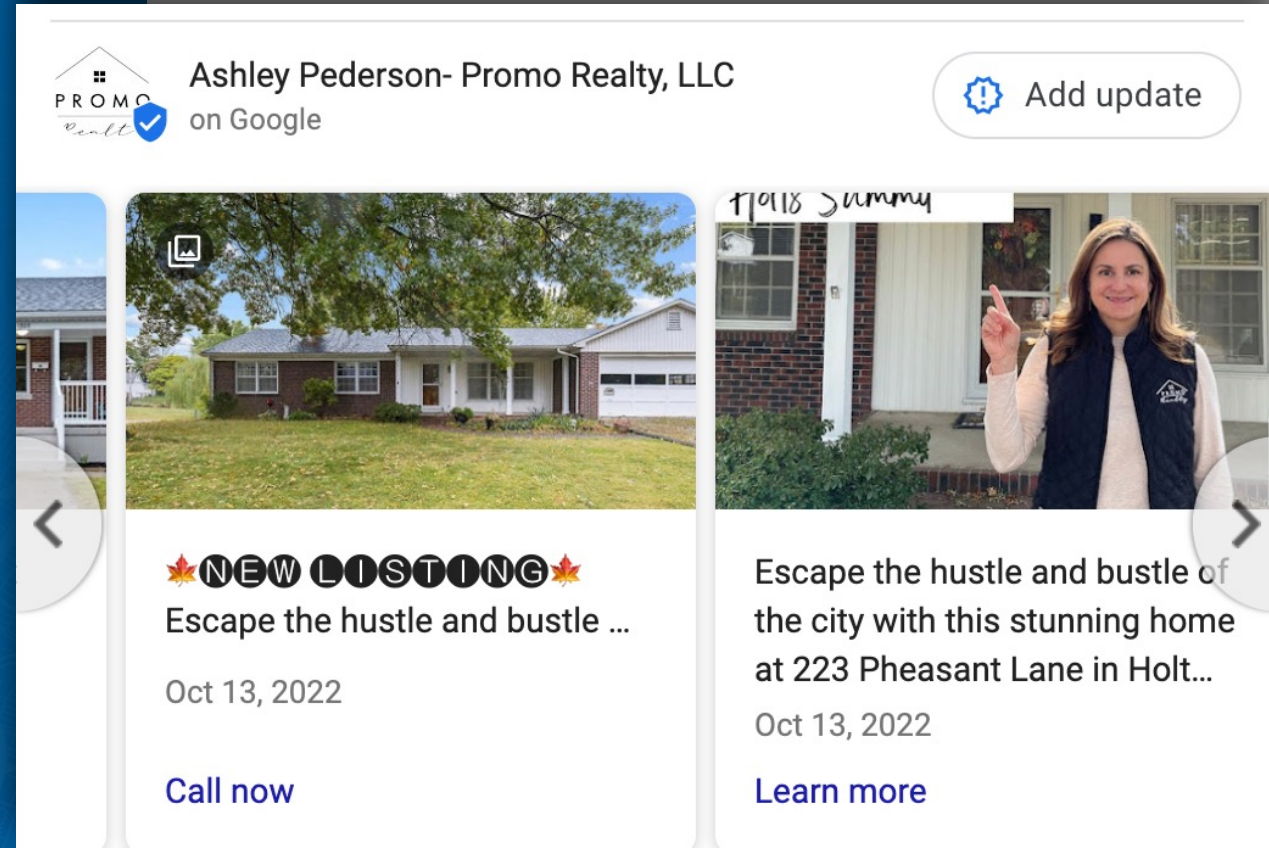 PROMO
Realt
Ashley Pederson- Promo Realty, LLC
on Google
Add update
🍁🅝🅔🅦 🅛🅘🅢🅣🅘🅝🅖🍁
Escape the hustle and bustle ...
Oct 13, 2022
Call now
PROMO
Realty
Escape the hustle and bustle of
the city with this stunning home
at 223 Pheasant Lane in Holt...
Oct 13, 2022
Learn more